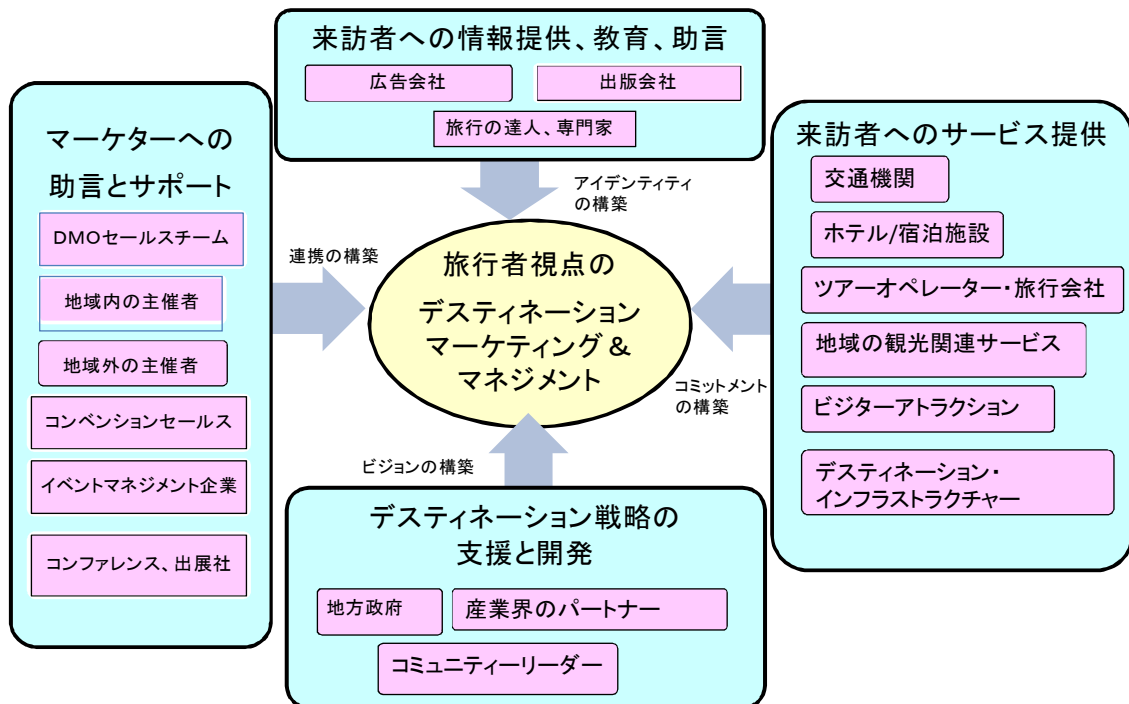 来訪者への情報提供、教育、助言
広告会社
出版会社
旅行の達人、専門家
マーケターへの
助言とサポート
DMOセールスチーム
地域内の主催者
地域外の主催者
コンベンションセールス
イベントマネジメント企業
コンファレンス、出展社
アイデンティティ
の構築
連携の構築
旅行者視点の
デスティネーション
マーケティング＆
マネジメント
コミットメント
の構築
ビジョンの構築
来訪者へのサービス提供
交通機関
ホテル/宿泊施設
ツアーオペレーター・旅行会社
地域の観光関連サービス
ビジターアトラクション
デスティネーション・
インフラストラクチャー
デスティネーション戦略の
支援と開発
地方政府
産業界のパートナー
コミュニティーリーダー